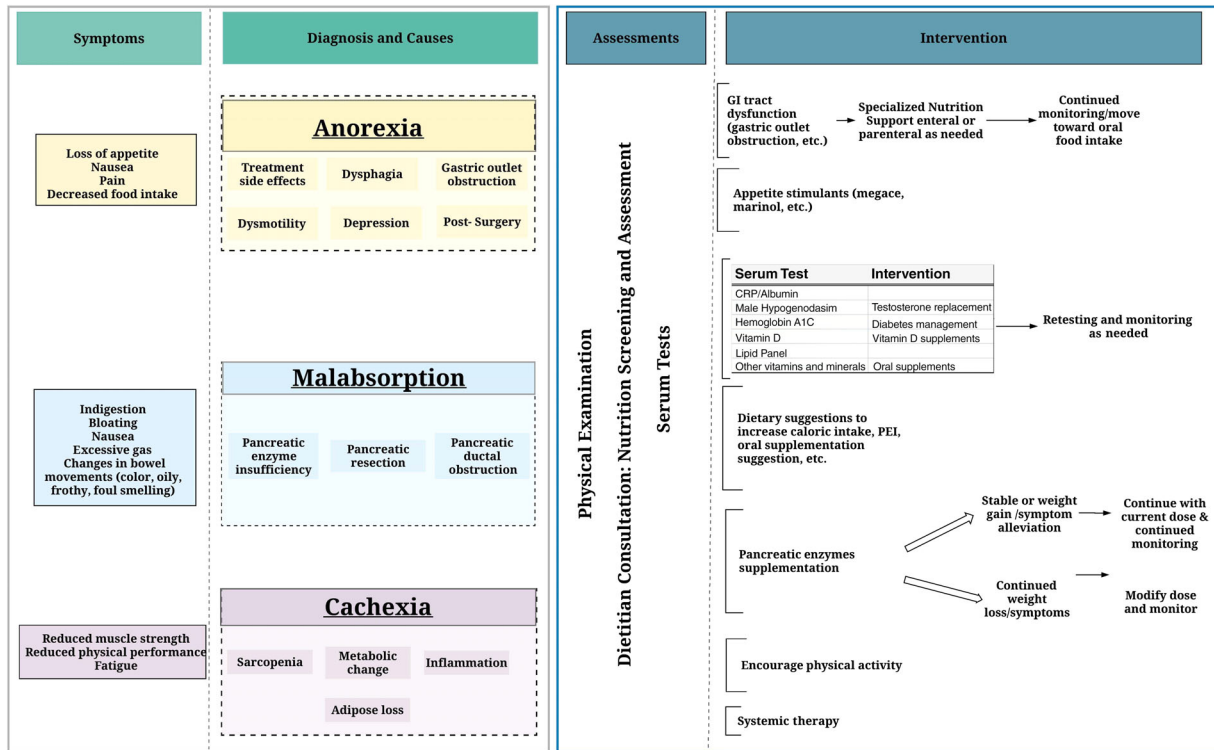 Symptoms
Diagnosis and Causes
Assessments
Intervention
Loss of appetite
Nausea
Pain
Decreased food intake
Anorexia
Treatment
side effects
Dysphagia
Gastric outlet
obstruction
Dysmotility
Depression
Post- Surgery
Indigestion
Bloating
Nausea
Excessive gas
Changes in bowel
movements (color, oily,
frothy, foul smelling)
Malabsorption
Pancreatic
enzyme
insufficiency
Pancreatic
resection
Pancreatic
ductal
obstruction
Reduced muscle strength
Reduced physical performance
Fatigue
Cachexia
Sarcopenia
Metabolic
change
Inflammation
Adipose loss
Physical Examination
Dietitian Consultation: Nutrition Screening and Assessment
Serum Tests
GI tract
dysfunction
(gastric outlet
obstruction, etc.)
Specialized Nutrition
Support enteral or
parenteral as needed
Continued
monitoring/move
toward oral
food intake
Appetite stimulants (megace,
marinol, etc.)
Serum Test Intervention
CRP/Albumin
Male Hypogenodasim Testosterone replacement
Hemoglobin A1C Diabetes management
Vitamin D Vitamin D supplements
Lipid Panel
Other vitamins and minerals Oral supplements
Retesting and monitoring
as needed
Dietary suggestions to
increase caloric intake, PEI,
oral supplementation
suggestion, etc.
Pancreatic enzymes
supplementation
Stable or weight
gain /symptom
alleviation
Continue with
current dose &
continued
monitoring
Continued
weight
loss/symptoms
Modify dose
and monitor
Encourage physical activity
Systemic therapy